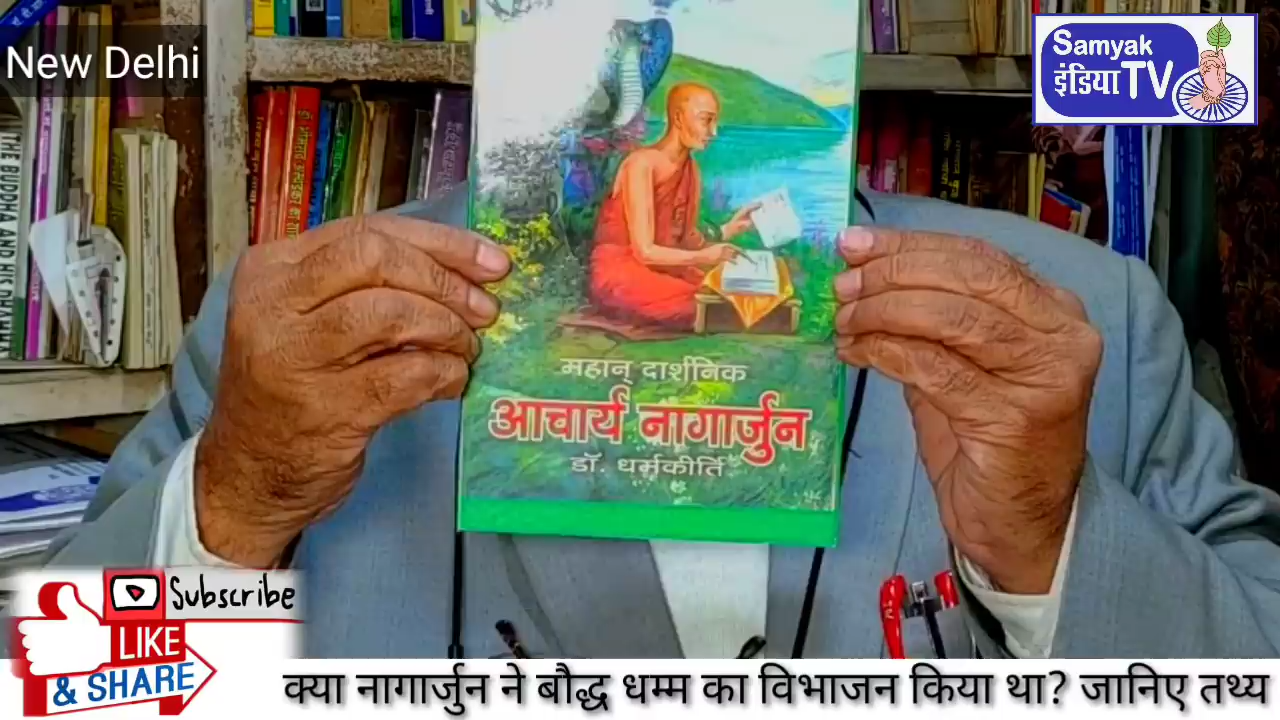 New Delhi
Samyak
इंडिया TV
THE BUDDHA AND HIS DHAMMA
महान् दार्शनिक
आचार्य नागार्जुन
डॉ. धर्मकीर्ति
Subscribe
LIKE
& SHARE
क्या नागार्जुन ने बौद्ध धम्म का विभाजन किया था? जानिए तथ्य